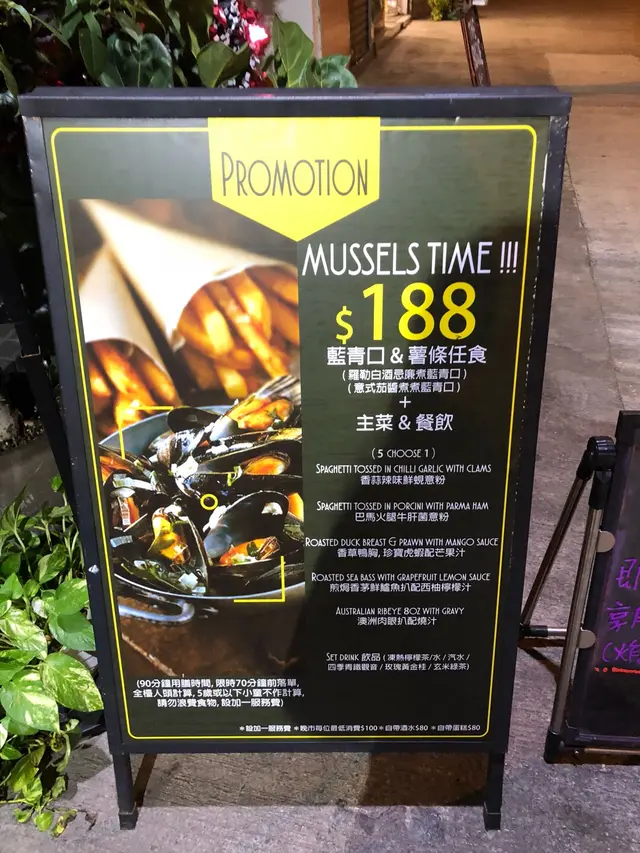 PROMOTION
MUSSELS TIME !!!
$188
藍青口 & 薯條任食
(羅勒白酒忌廉煮藍青口)
(意式茄醬煮煮藍青口)
+
主菜 & 餐飲
(5 CHOOSE 1)
SPAGHETTI TOSSED IN CHILLI GARLIC WITH CLAMS
香蒜辣味鮮蜆意粉
SPAGHETTI TOSSED IN PORCINI WITH PARMA HAM
巴馬火腿牛肝菌意粉
ROASTED DUCK BREAST & PRAWN WITH MANGO SAUCE
香草鴨胸, 珍寶虎蝦配芒果汁
ROASTED SEA BASS WITH GRAPEFRUIT LEMON SAUCE
煎焗香茅鮮鱸魚扒配西柚檸檬汁
AUSTRALIAN RIBEYE 8OZ WITH GRAVY
澳洲肉眼扒配燒汁
SET DRINK 飲品 ( 凍熱檸檬茶/水 / 汽水 /
四季青鐵觀音 / 玫瑰黃金桂 / 玄米綠茶)
(90分鐘用膳時間, 限時70分鐘前落單,
全檯人頭計算, 5歲或以下小童不作計算,
請勿浪費食物, 設加一服務費)
*設加一服務費 *晚市每位最低消費$100 *自帶酒水$80 *自帶蛋糕$80